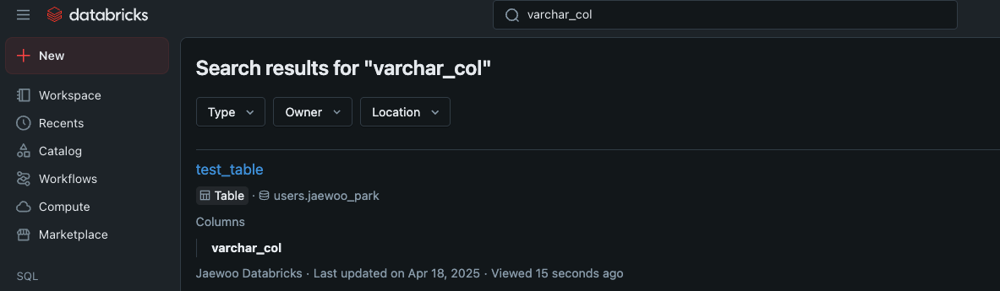 databricks
varchar_col
New
Workspace
Recents
Catalog
Workflows
Compute
Marketplace
SQL
Search results for "varchar_col"
Type Owner Location
test_table
Table · users.jaewoo_park
Columns
varchar_col
Jaewoo Databricks · Last updated on Apr 18, 2025 · Viewed 15 seconds ago